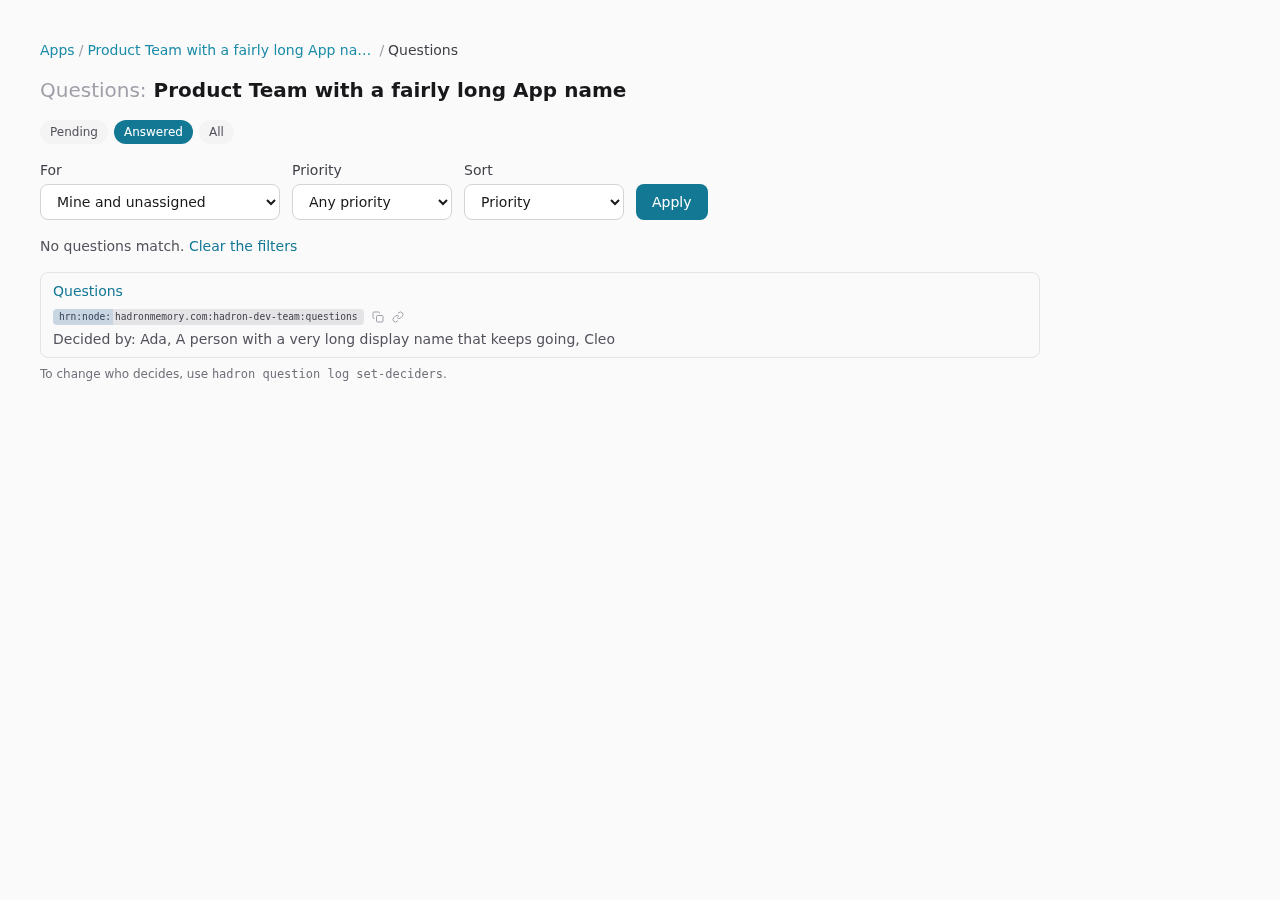 Apps / Product Team with a fairly long App na… / Questions
Questions: Product Team with a fairly long App name
Pending Answered All
For Priority Sort
Mine and unassigned Any priority Priority Apply
No questions match. Clear the filters
Questions
hrn:node: hadronmemory.com:hadron-dev-team:questions
Decided by: Ada, A person with a very long display name that keeps going, Cleo
To change who decides, use hadron question log set-deciders.